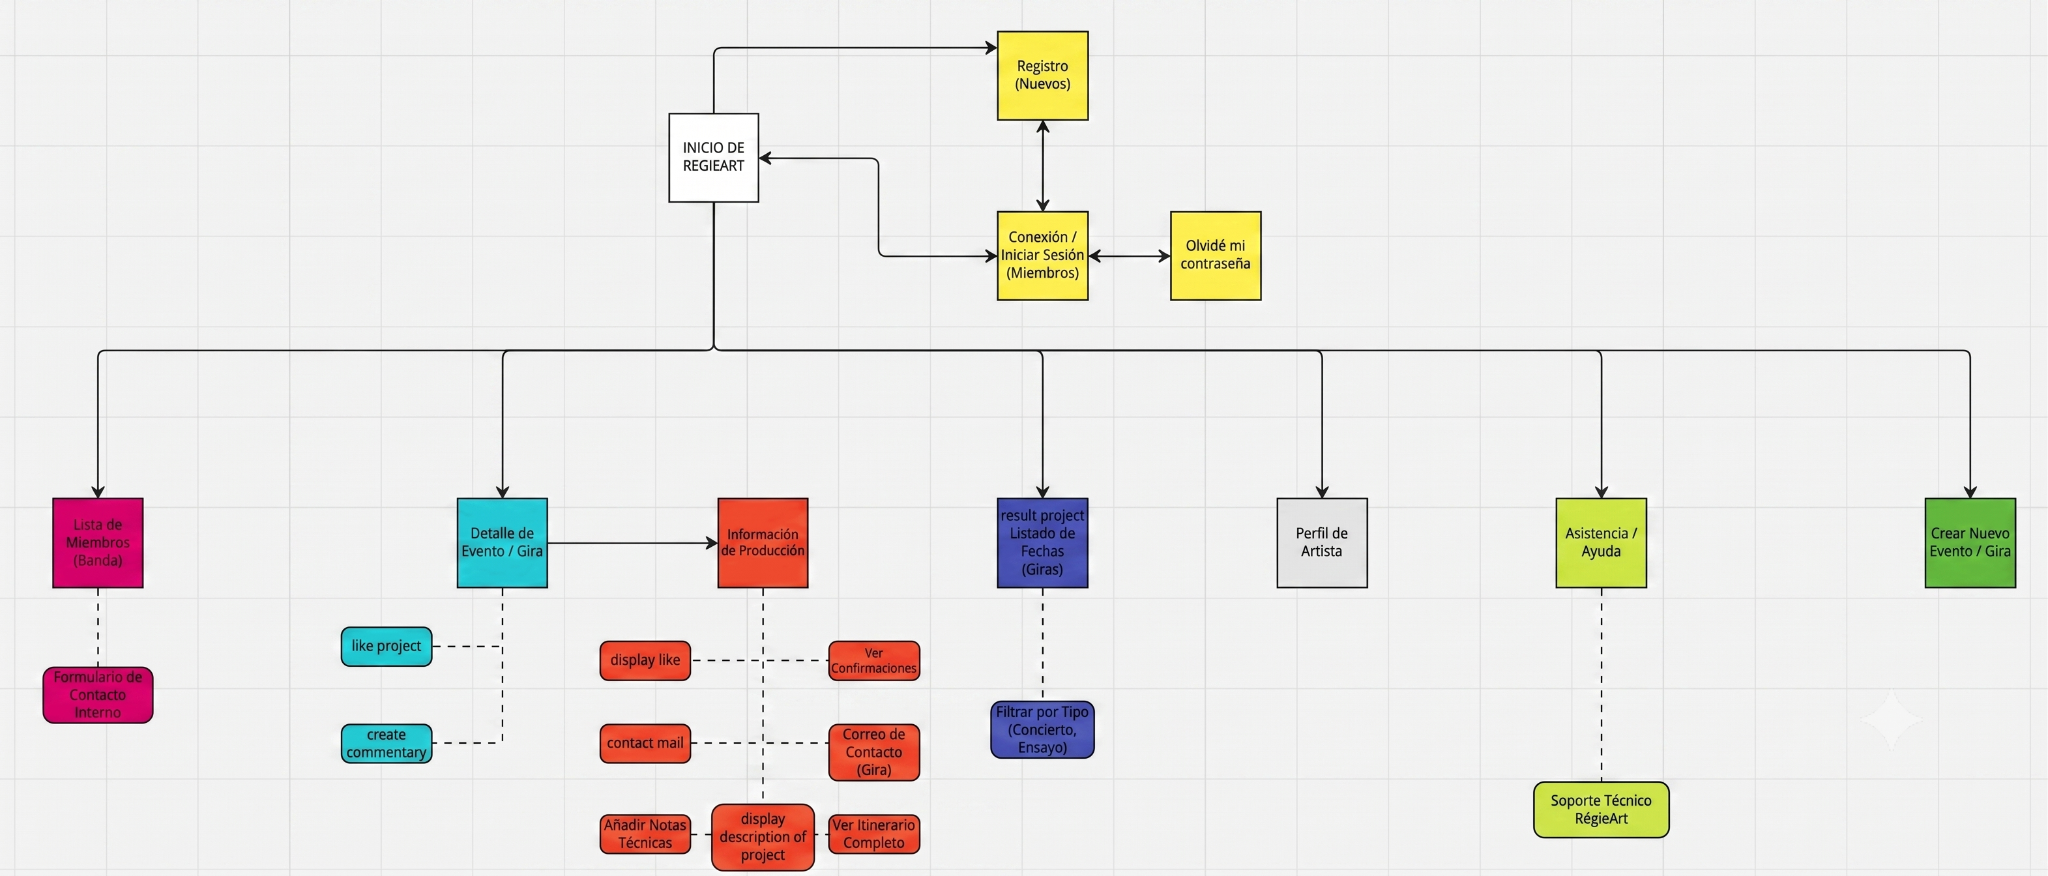 Registro
(Nuevos)
INICIO DE
REGIEART
Conexión /
Iniciar Sesión
(Miembros)
Olvidé mi
contraseña
Lista de
Miembros
(Banda)
Detalle de
Evento / Gira
Información
de Producción
result project
Listado de
Fechas
(Giras)
Perfil de
Artista
Asistencia /
Ayuda
Crear Nuevo
Evento / Gira
Formulario de
Contacto
Interno
like project
create
commentary
display like
Ver
Confirmaciones
contact mail
Correo de
Contacto
(Gira)
Añadir Notas
Técnicas
display
description of
project
Ver Itinerario
Completo
Filtrar por Tipo
(Concierto,
Ensayo)
Soporte Técnico
RégieArt